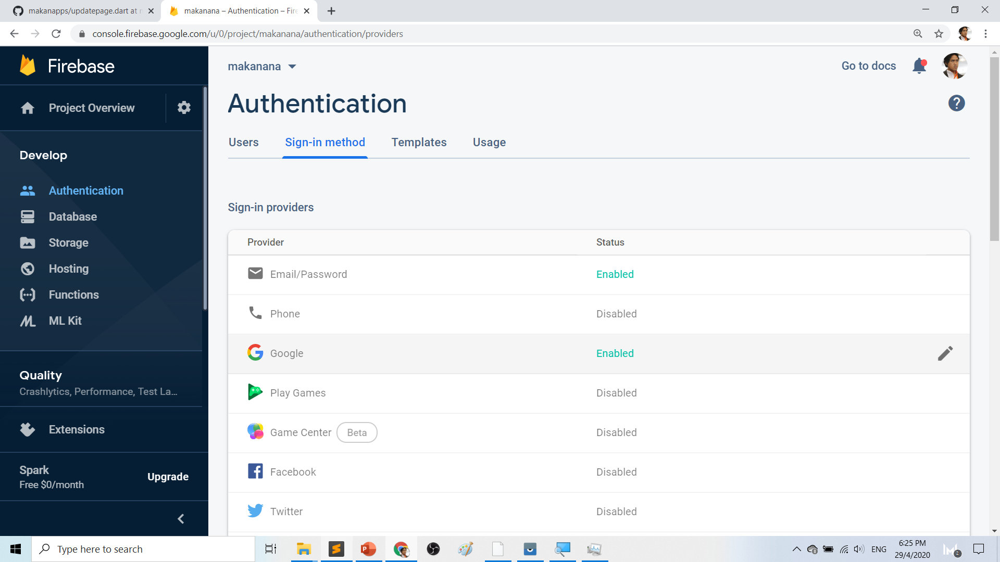 makanapps/updatepage.dart at
makanana – Authentication – Fire
console.firebase.google.com/u/0/project/makanana/authentication/providers
Firebase
Project Overview
Develop
Authentication
Database
Storage
Hosting
Functions
ML Kit
Quality
Crashlytics, Performance, Test La...
Extensions
Spark
Free $0/month
Upgrade
makanana
Go to docs
Authentication
?
Users Sign-in method Templates Usage
Sign-in providers
Provider Status
Email/Password Enabled
Phone Disabled
Google Enabled
Play Games Disabled
Game Center Beta Disabled
Facebook Disabled
Twitter Disabled
Type here to search
ENG
6:25 PM
29/4/2020
2